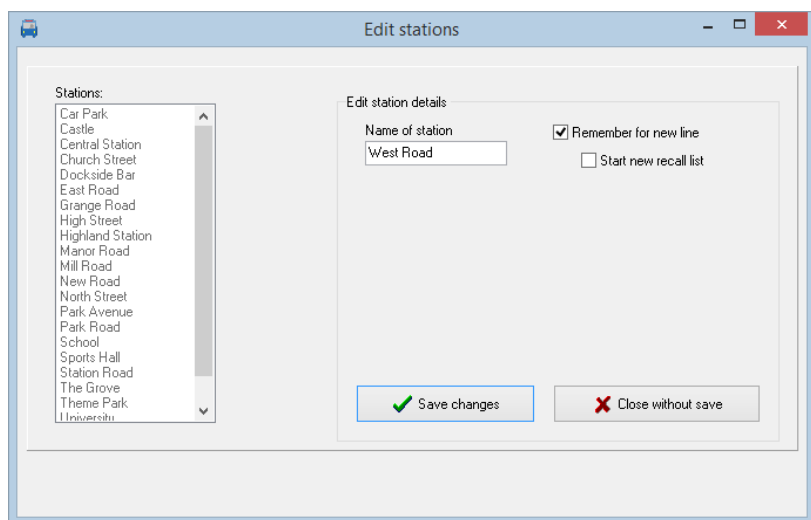 Edit stations
Stations:
Car Park
Castle
Central Station
Church Street
Dockside Bar
East Road
Grange Road
High Street
Highland Station
Manor Road
Mill Road
New Road
North Street
Park Avenue
Park Road
School
Sports Hall
Station Road
The Grove
Theme Park
University
Edit station details
Name of station
West Road
Remember for new line
Start new recall list
Save changes
Close without save